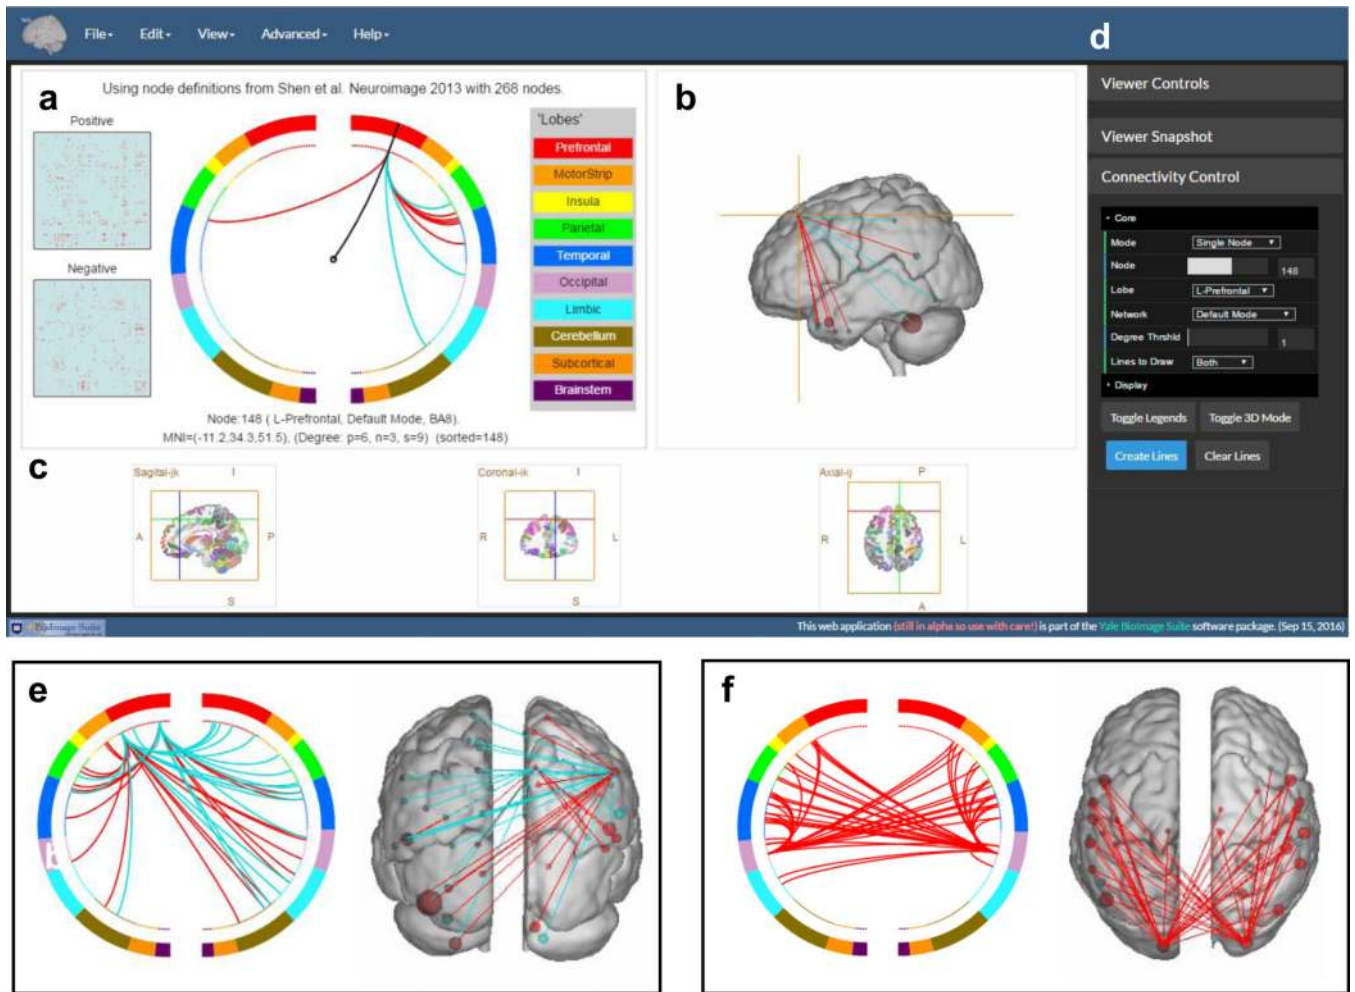 File
Edit
View
Advanced
Help
d
a
Using node definitions from Shen et al. Neuroimage 2013 with 268 nodes.
Positive
Negative
'Lobes'
Prefrontal
MotorStrip
Insula
Parietal
Temporal
Occipital
Limbic
Cerebellum
Subcortical
Brainstem
Node:148 ( L-Prefrontal, Default Mode, BA8).
MNI=(-11.2,34.3,51.5), (Degree: p=6, n=3, s=9) (sorted=148)
b
c
Sagital-jk I
A P
S
Coronal-ik I
R L
S
Axial-ij P
R L
A
Viewer Controls
Viewer Snapshot
Connectivity Control
Core
Mode Single Node
Node 148
Lobe L-Prefrontal
Network Default Mode
Degree Thrshld 1
Lines to Draw Both
Display
Toggle Legends Toggle 3D Mode
Create Lines Clear Lines
BioImage Suite
This web application (still in alpha so use with care!) is part of the Yale BioImage Suite software package. (Sep 15, 2016)
e
b
f